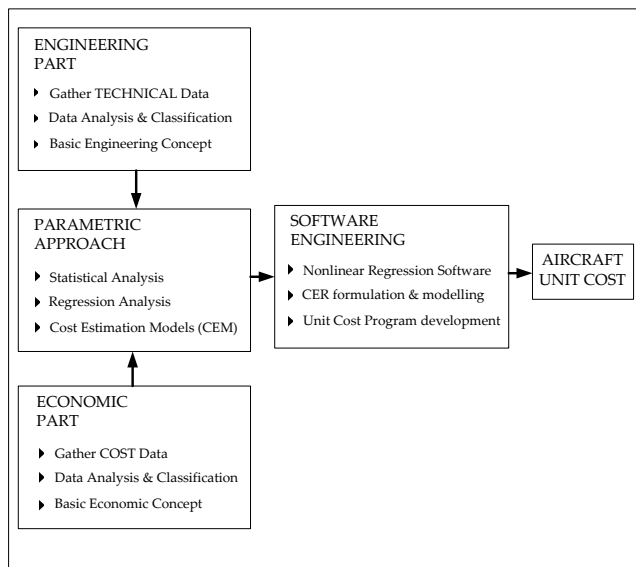 ENGINEERING
PART
Gather TECHNICAL Data
Data Analysis & Classification
Basic Engineering Concept
PARAMETRIC
APPROACH
Statistical Analysis
Regression Analysis
Cost Estimation Models (CEM)
ECONOMIC
PART
Gather COST Data
Data Analysis & Classification
Basic Economic Concept
SOFTWARE
ENGINEERING
Nonlinear Regression Software
CER formulation & modelling
Unit Cost Program development
AIRCRAFT
UNIT COST